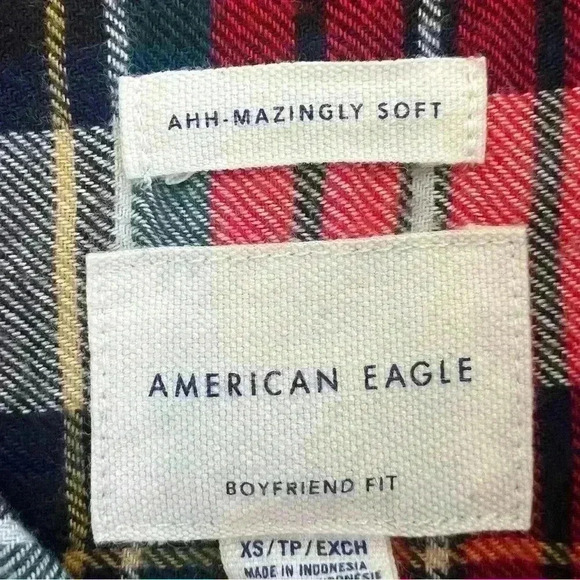 AHH-MAZINGLY SOFT
AMERICAN EAGLE
BOYFRIEND FIT
XS/TP/EXCH
MADE IN INDONESIA